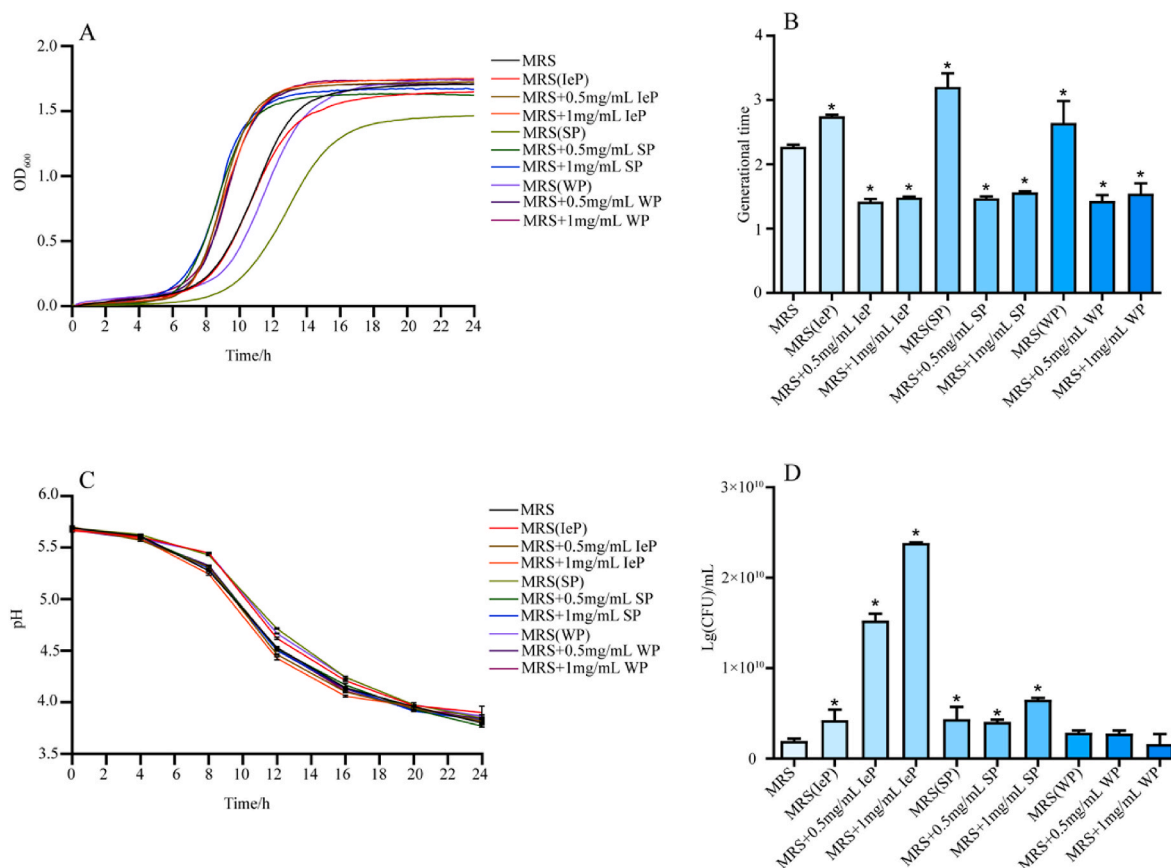 A
2.0
1.5
1.0
0.5
0.0
OD₆₀₀
0 2 4 6 8 10 12 14 16 18 20 22 24
Time/h
MRS
MRS(IeP)
MRS+0.5mg/mL IeP
MRS+1mg/mL IeP
MRS(SP)
MRS+0.5mg/mL SP
MRS+1mg/mL SP
MRS(WP)
MRS+0.5mg/mL WP
MRS+1mg/mL WP
B
4
3
2
1
0
Generational time
* * * * * * * * *
MRS
MRS(IeP)
MRS+0.5mg/mL IeP
MRS+1mg/mL IeP
MRS(SP)
MRS+0.5mg/mL SP
MRS+1mg/mL SP
MRS(WP)
MRS+0.5mg/mL WP
MRS+1mg/mL WP
C
6.0
5.5
5.0
4.5
4.0
3.5
pH
0 2 4 6 8 10 12 14 16 18 20 22 24
Time/h
MRS
MRS(IeP)
MRS+0.5mg/mL IeP
MRS+1mg/mL IeP
MRS(SP)
MRS+0.5mg/mL SP
MRS+1mg/mL SP
MRS(WP)
MRS+0.5mg/mL WP
MRS+1mg/mL WP
D
3×10¹⁰
2×10¹⁰
1×10¹⁰
0
Lg(CFU)/mL
* * * * * *
MRS
MRS(IeP)
MRS+0.5mg/mL IeP
MRS+1mg/mL IeP
MRS(SP)
MRS+0.5mg/mL SP
MRS+1mg/mL SP
MRS(WP)
MRS+0.5mg/mL WP
MRS+1mg/mL WP